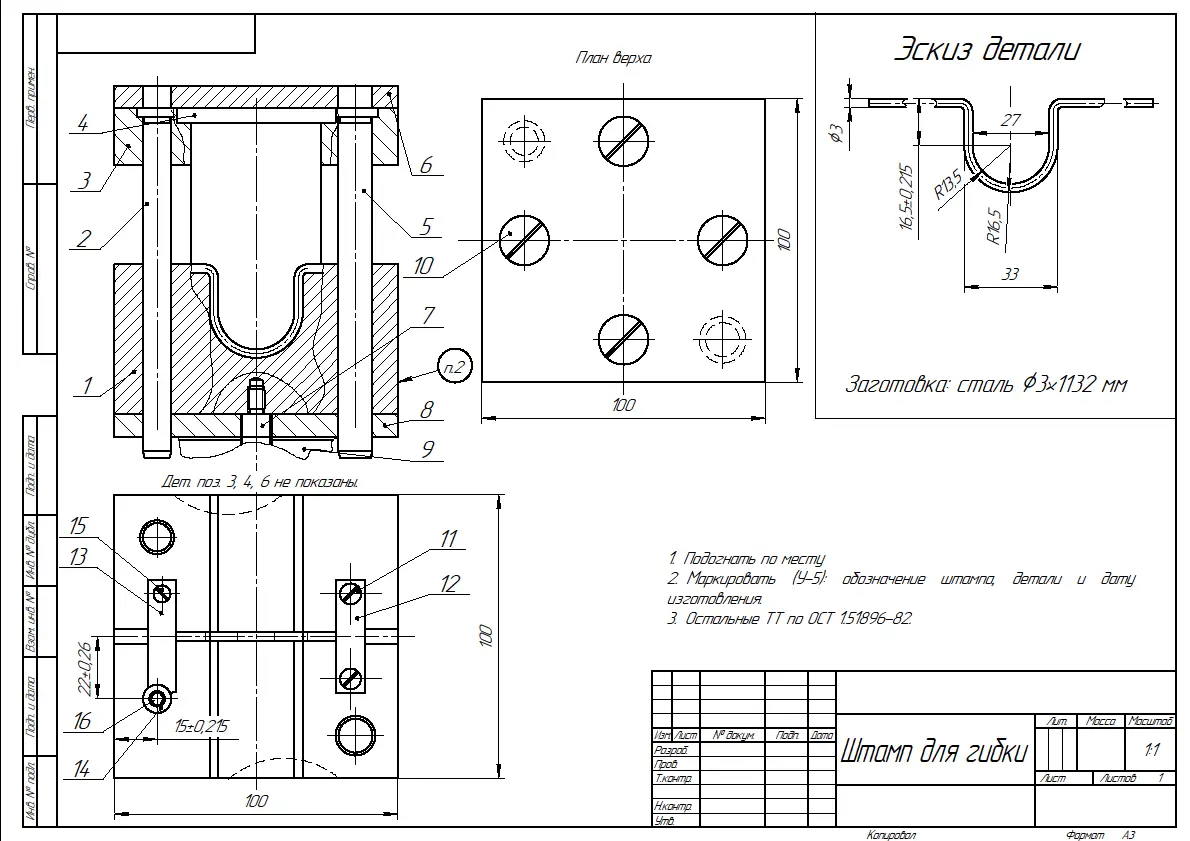 Перв. примен.
Справ. №
Подп. и дата
Инв. № дубл.
Взам. инв. №
Подп. и дата
Инв. № подл.
4
3
2
1
6
5
10
7
п.2
8
9
План верха
100
100
Эскиз детали
⌀3
27
16,5±0,215
R13,5
R16,5
33
Заготовка: сталь ⌀3×1132 мм
Дет. поз. 3, 4, 6 не показаны.
15
13
11
12
22±0,26
16
14
15±0,215
100
100
1. Подогнать по месту
2. Маркировать (У-5): обозначение штампа, детали и дату
изготовления.
3. Остальные ТТ по ОСТ 1.51896-82.
Изм. Лист № докум. Подп. Дата
Разраб.
Пров.
Т.контр.
Н.контр.
Утв.
Штамп для гибки
Лит. Масса Масштаб
1:1
Лист Листов 1
Копировал Формат А3